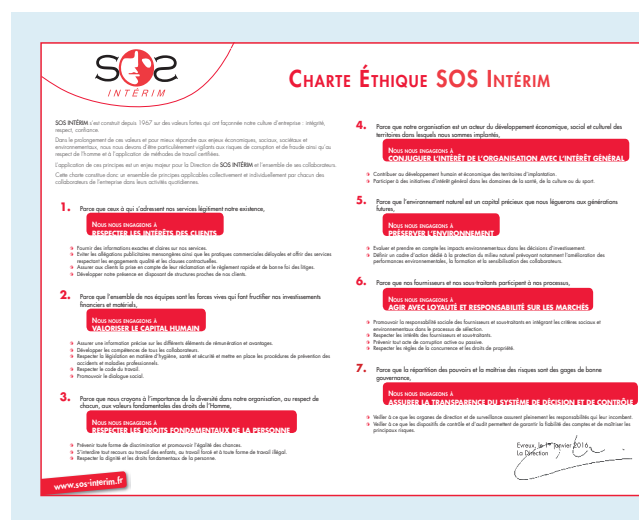 SOS
INTÉRIM
CHARTE ÉTHIQUE SOS INTÉRIM
SOS INTÉRIM s'est construit depuis 1967 sur des valeurs fortes qui ont façonnée notre culture d'entreprise : intégrité,
respect, confiance.
Dans le prolongement de ces valeurs et pour mieux répondre aux enjeux économiques, sociaux, sociétaux et
environnementaux, nous nous devons d'être particulièrement vigilants aux risques de corruption et de fraude ainsi qu'au
respect de l'Homme et à l'application de méthodes de travail certifiées.
L'application de ces principes est un enjeu majeur pour la Direction de SOS INTÉRIM et l'ensemble de ses collaborateurs.
Cette charte constitue donc un ensemble de principes applicables collectivement et individuellement par chacun des
collaborateurs de l'entreprise dans leurs activités quotidiennes.
1. Parce que ceux à qui s'adressent nos services légitiment notre existence,
NOUS NOUS ENGAGEONS À
RESPECTER LES INTÉRÊTS DES CLIENTS
Fournir des informations exactes et claires sur nos services.
Eviter les allégations publicitaires mensongères ainsi que les pratiques commerciales déloyales et offrir des services
respectant les engagements qualité et les clauses contractuelles.
Assurer aux clients la prise en compte de leur réclamation et le règlement rapide et de bonne foi des litiges.
Développer notre présence en disposant de structures proches de nos clients.
2. Parce que l'ensemble de nos équipes sont les forces vives qui font fructifier nos investissements
financiers et matériels,
NOUS NOUS ENGAGEONS À
VALORISER LE CAPITAL HUMAIN
Assurer une information précise sur les différents éléments de rémunération et avantages.
Développer les compétences de tous les collaborateurs.
Respecter la législation en matière d'hygiène, santé et sécurité et mettre en place les procédures de prévention des
accidents et maladies professionnels.
Respecter le code du travail.
Promouvoir le dialogue social.
3. Parce que nous croyons à l'importance de la diversité dans notre organisation, au respect de
chacun, aux valeurs fondamentales des droits de l'Homme,
NOUS NOUS ENGAGEONS À
RESPECTER LES DROITS FONDAMENTAUX DE LA PERSONNE
Prévenir toute forme de discrimination et promouvoir l'égalité des chances.
S'interdire tout recours au travail des enfants, au travail forcé et à toute forme de travail illégal.
Respecter la dignité et les droits fondamentaux de la personne.
www.sos-interim.fr
4. Parce que notre organisation est un acteur du développement économique, social et culturel des
territoires dans lesquels nous sommes implantés,
NOUS NOUS ENGAGEONS À
CONJUGUER L'INTÉRÊT DE L'ORGANISATION AVEC L'INTÉRÊT GÉNÉRAL
Contribuer au développement humain et économique des territoires d'implantation.
Participer à des initiatives d'intérêt général dans les domaines de la santé, de la culture ou du sport.
5. Parce que l'environnement naturel est un capital précieux que nous léguerons aux générations
futures,
NOUS NOUS ENGAGEONS À
PRÉSERVER L'ENVIRONNEMENT
Evaluer et prendre en compte les impacts environnementaux dans les décisions d'investissement.
Définir un cadre d'action dédié à la protection du milieu naturel prévoyant notamment l'amélioration des
performances environnementales, la formation et la sensibilisation des collaborateurs.
6. Parce que nos fournisseurs et nos sous-traitants participent à nos processus,
NOUS NOUS ENGAGEONS À
AGIR AVEC LOYAUTÉ ET RESPONSABILITÉ SUR LES MARCHÉS
Promouvoir la responsabilité sociale des fournisseurs et sous-traitants en intégrant les critères sociaux et
environnementaux dans le processus de sélection.
Respecter les intérêts des fournisseurs et sous-traitants.
Prévenir tout acte de corruption active ou passive.
Respecter les règles de la concurrence et les droits de propriété.
7. Parce que la répartition des pouvoirs et la maîtrise des risques sont des gages de bonne
gouvernance,
NOUS NOUS ENGAGEONS À
ASSURER LA TRANSPARENCE DU SYSTÈME DE DÉCISION ET DE CONTRÔLE
Veiller à ce que les organes de direction et de surveillance assurent pleinement les responsabilités qui leur incombent.
Veiller à ce que les dispositifs de contrôle et d'audit permettent de garantir la fiabilité des comptes et de maîtriser les
principaux risques.
Evreux, le 1er janvier 2016
La Direction